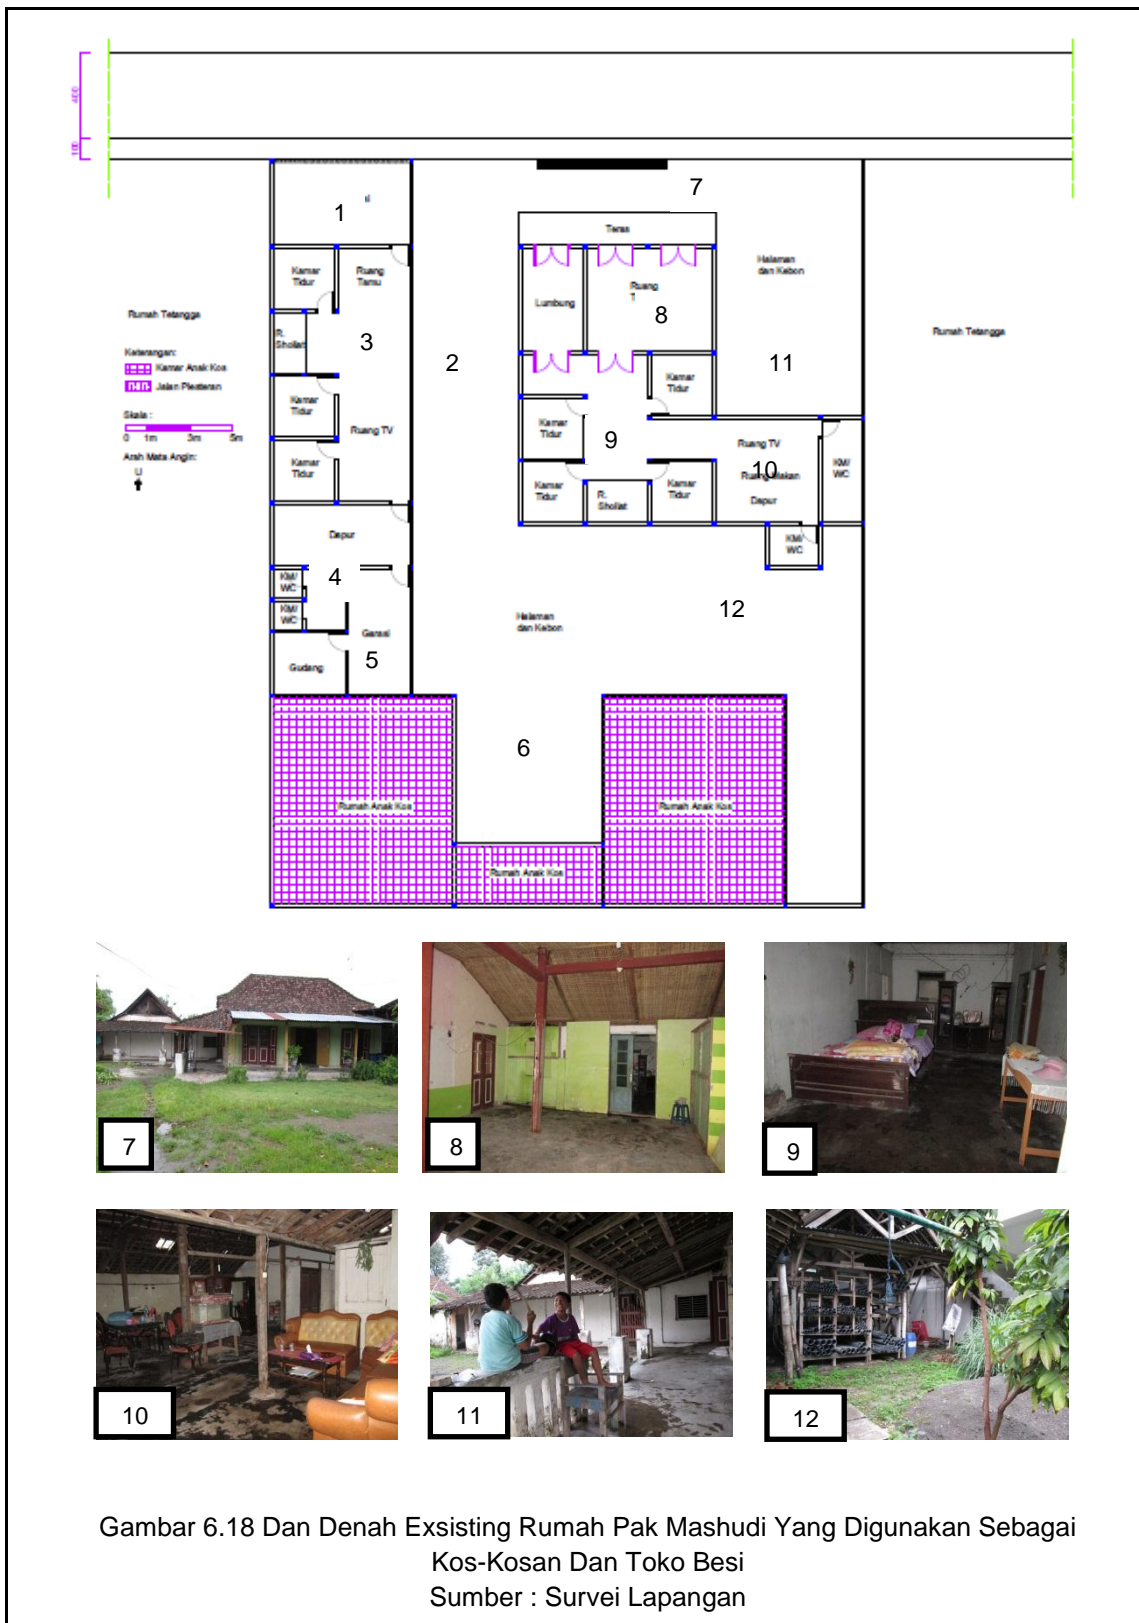 400
100
1
7
Teras
Kamar
Tidur
Ruang
Tamu
Halaman
dan Kebon
Lumbung
Ruang
T
8
Rumah Tetangga
R.
Sholat
3
2
11
Rumah Tetangga
Keterangan:
Kamar Anak Kos
Jalan Plesteran
Kamar
Tidur
Kamar
Tidur
Skala :
0 1m 3m 5m
Ruang TV
Kamar
Tidur
9
Ruang TV
Arah Mata Angin:
U
Kamar
Tidur
10
Ruang Makan
KM/
WC
Kamar
Tidur
R.
Sholat
Kamar
Tidur
Dapur
Dapur
KM/
WC
KM/
WC
4
KM/
WC
Garasi
Halaman
dan Kebon
12
Gudang
5
6
Rumah Anak Kos
Rumah Anak Kos
Rumah Anak Kos
7
8
9
10
11
12
Gambar 6.18 Dan Denah Exsisting Rumah Pak Mashudi Yang Digunakan Sebagai
Kos-Kosan Dan Toko Besi
Sumber : Survei Lapangan